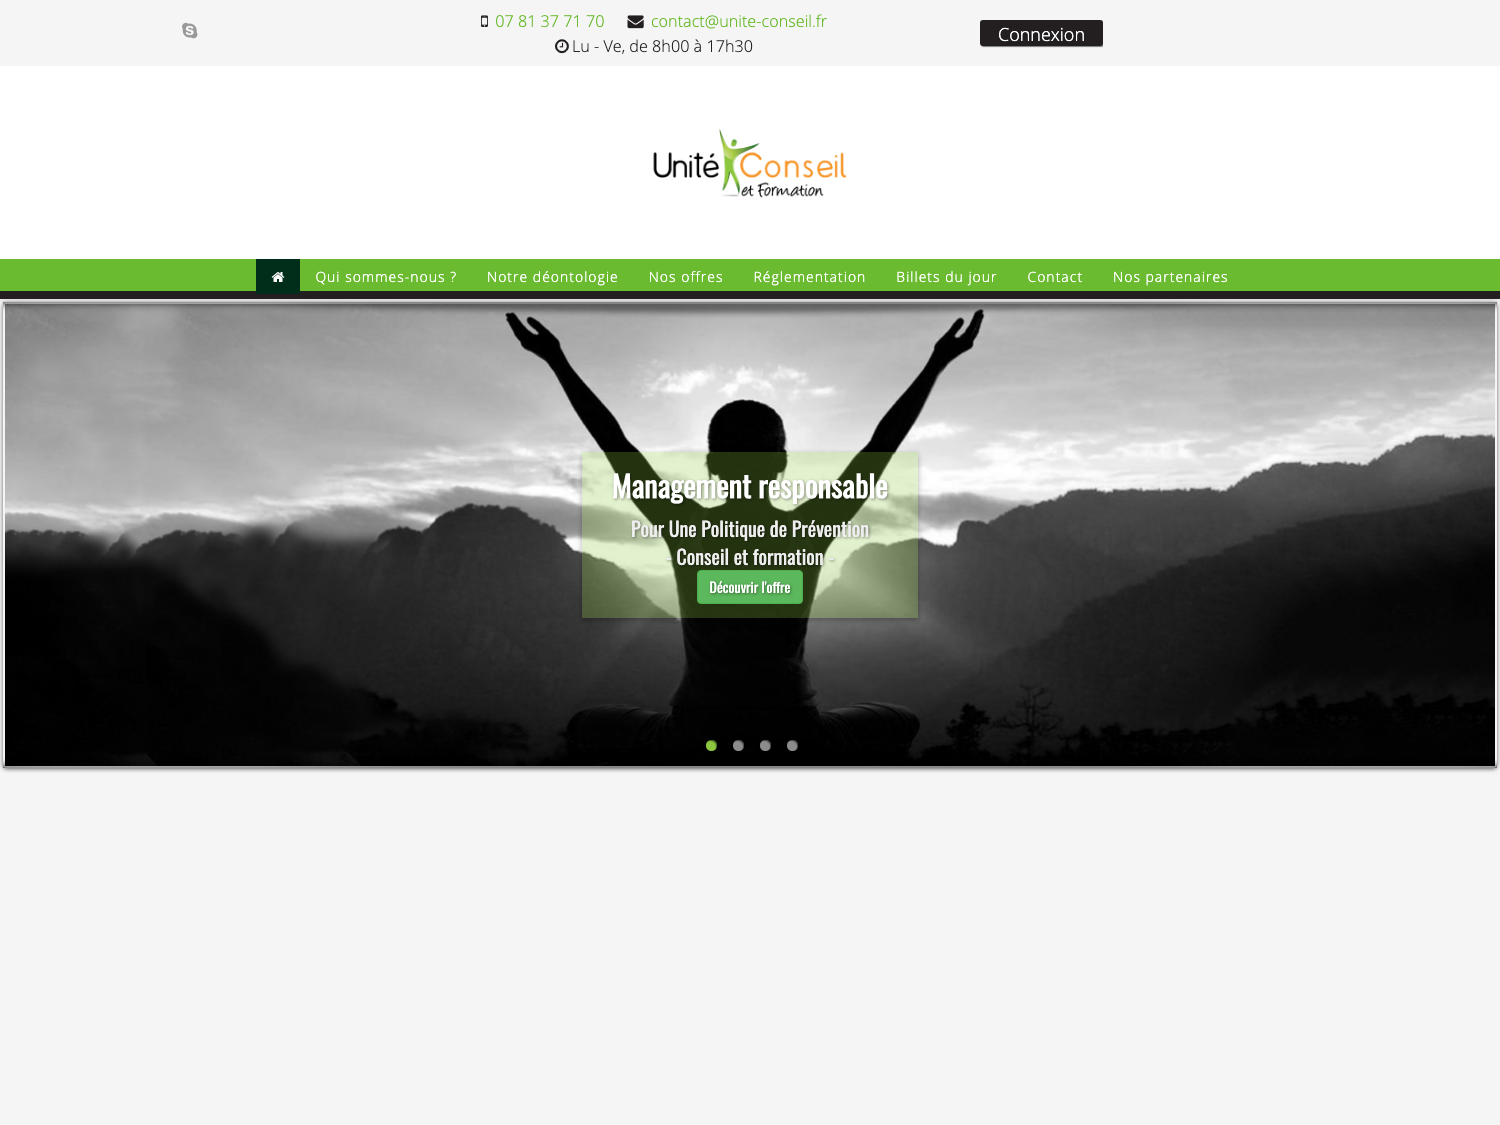 07 81 37 71 70 contact@unite-conseil.fr
Lu - Ve, de 8h00 à 17h30
Connexion
Unité Conseil
et Formation
Qui sommes-nous ? Notre déontologie Nos offres Réglementation Billets du jour Contact Nos partenaires
Management responsable
Pour Une Politique de Prévention
- Conseil et formation -
Découvrir l'offre